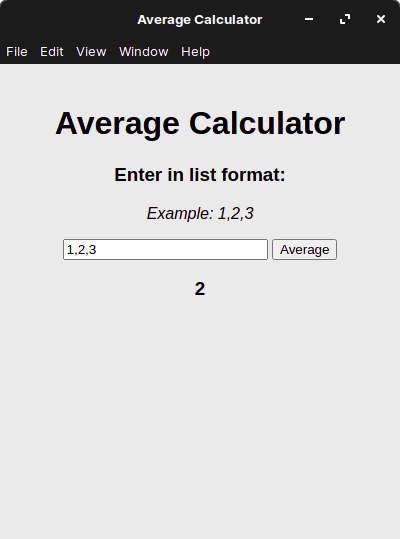 Average Calculator
File Edit View Window Help
Average Calculator
Enter in list format:
Example: 1,2,3
1,2,3 Average
2